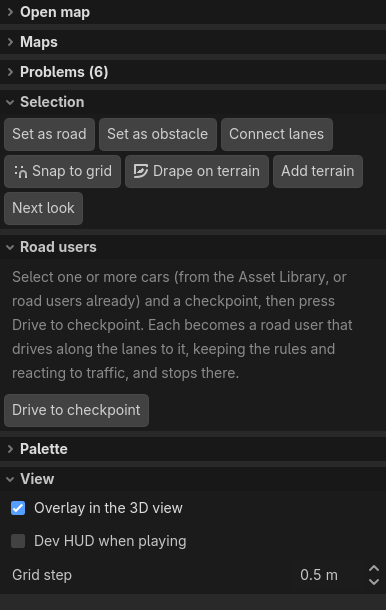 Open map
Maps
Problems (6)
Selection
Set as road Set as obstacle Connect lanes
Snap to grid Drape on terrain Add terrain
Next look
Road users
Select one or more cars (from the Asset Library, or
road users already) and a checkpoint, then press
Drive to checkpoint. Each becomes a road user that
drives along the lanes to it, keeping the rules and
reacting to traffic, and stops there.
Drive to checkpoint
Palette
View
Overlay in the 3D view
Dev HUD when playing
Grid step 0.5 m